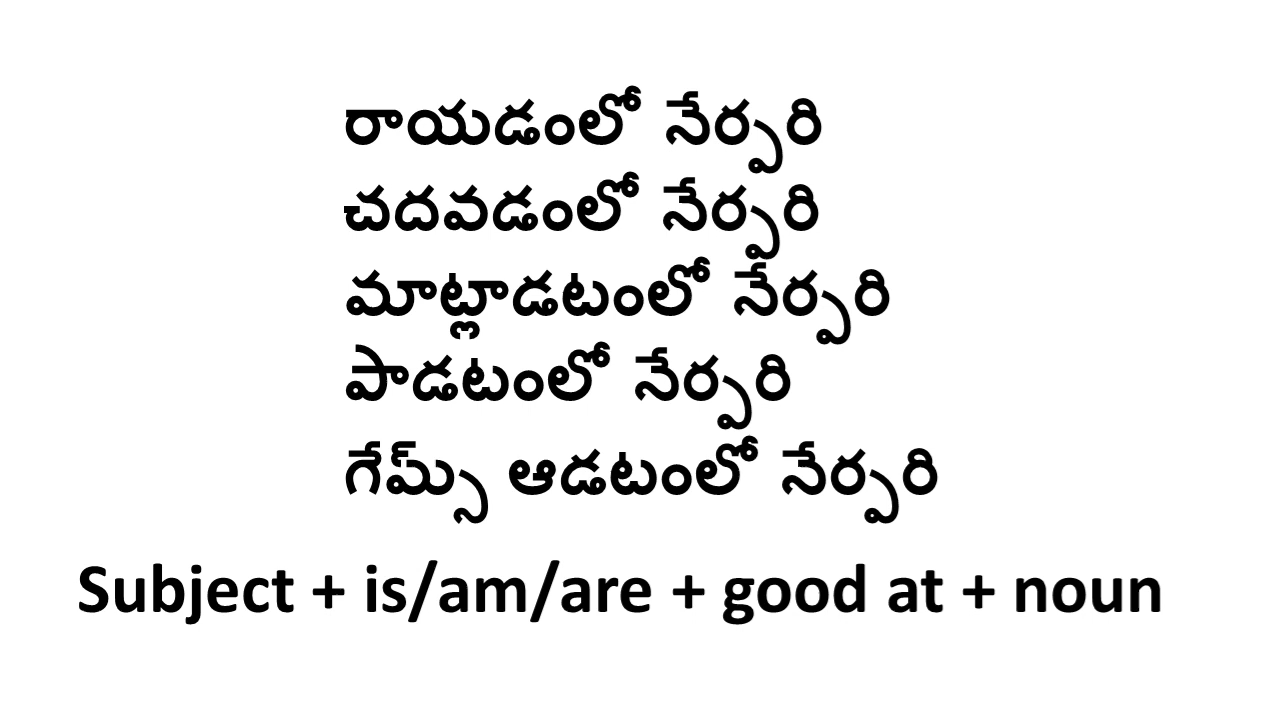 రాయడంలో నేర్పరి
చదవడంలో నేర్పరి
మాట్లాడటంలో నేర్పరి
పాడటంలో నేర్పరి
గేమ్స్ ఆడటంలో నేర్పరి
Subject + is/am/are + good at + noun